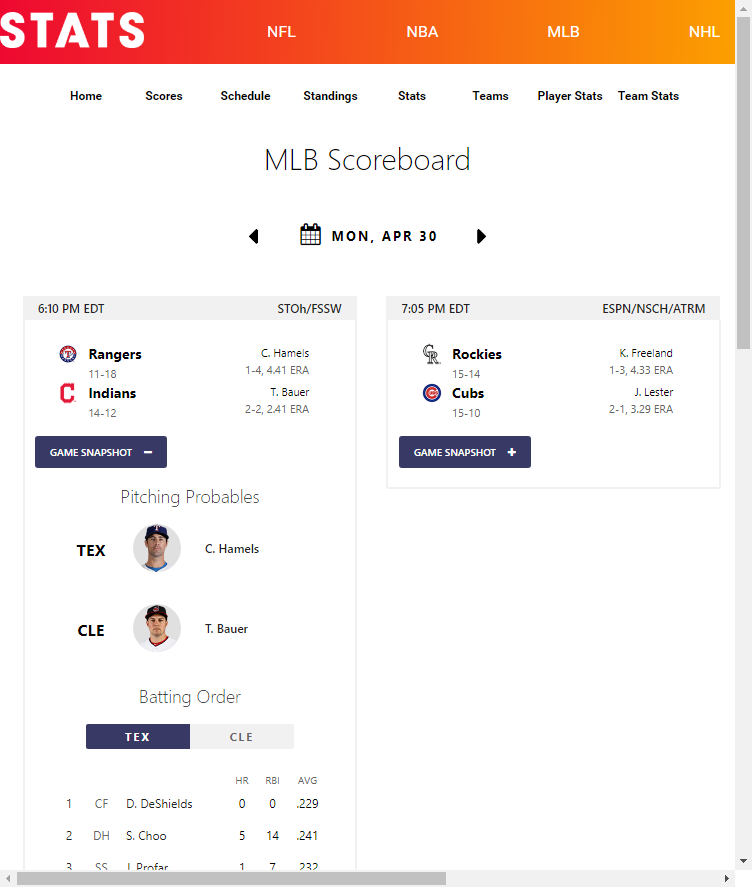 STATS NFL NBA MLB NHL
Home Scores Schedule Standings Stats Teams Player Stats Team Stats
MLB Scoreboard
MON, APR 30
6:10 PM EDT STOh/FSSW
Rangers C. Hamels
11-18 1-4, 4.41 ERA
Indians T. Bauer
14-12 2-2, 2.41 ERA
GAME SNAPSHOT −
Pitching Probables
TEX C. Hamels
CLE T. Bauer
Batting Order
TEX CLE
HR RBI AVG
1 CF D. DeShields 0 0 .229
2 DH S. Choo 5 14 .241
3 SS J. Profar 1 7 .232
7:05 PM EDT ESPN/NSCH/ATRM
Rockies K. Freeland
15-14 1-3, 4.33 ERA
Cubs J. Lester
15-10 2-1, 3.29 ERA
GAME SNAPSHOT +